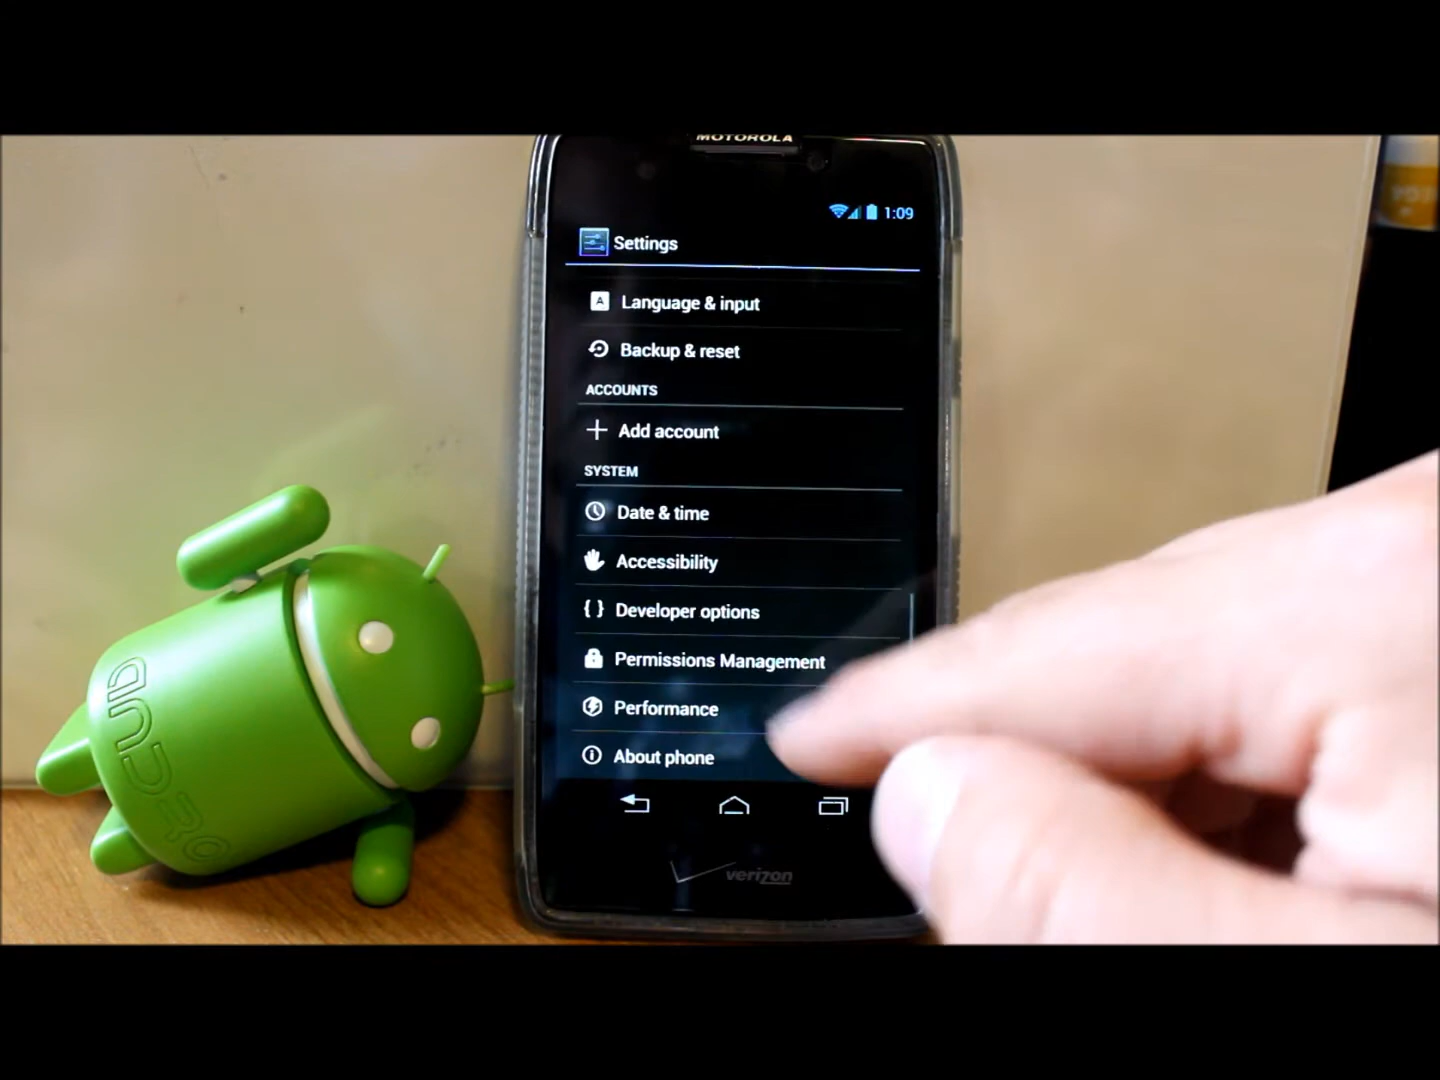 MOTOROLA
1:09
Settings
Language & input
Backup & reset
ACCOUNTS
Add account
SYSTEM
Date & time
Accessibility
Developer options
Permissions Management
Performance
About phone
verizon
ANDROID